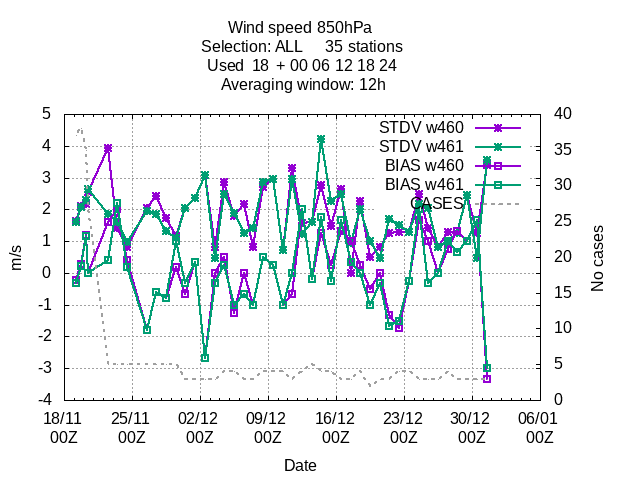 Wind speed 850hPa
Selection: ALL 35 stations
Used 18 + 00 06 12 18 24
Averaging window: 12h
5
4
3
2
1
0
-1
-2
-3
-4
m/s
40
35
30
25
20
15
10
5
0
No cases
STDV w460
STDV w461
BIAS w460
BIAS w461
CASES
18/11 25/11 02/12 09/12 16/12 23/12 30/12 06/01
00Z 00Z 00Z 00Z 00Z 00Z 00Z 00Z
Date